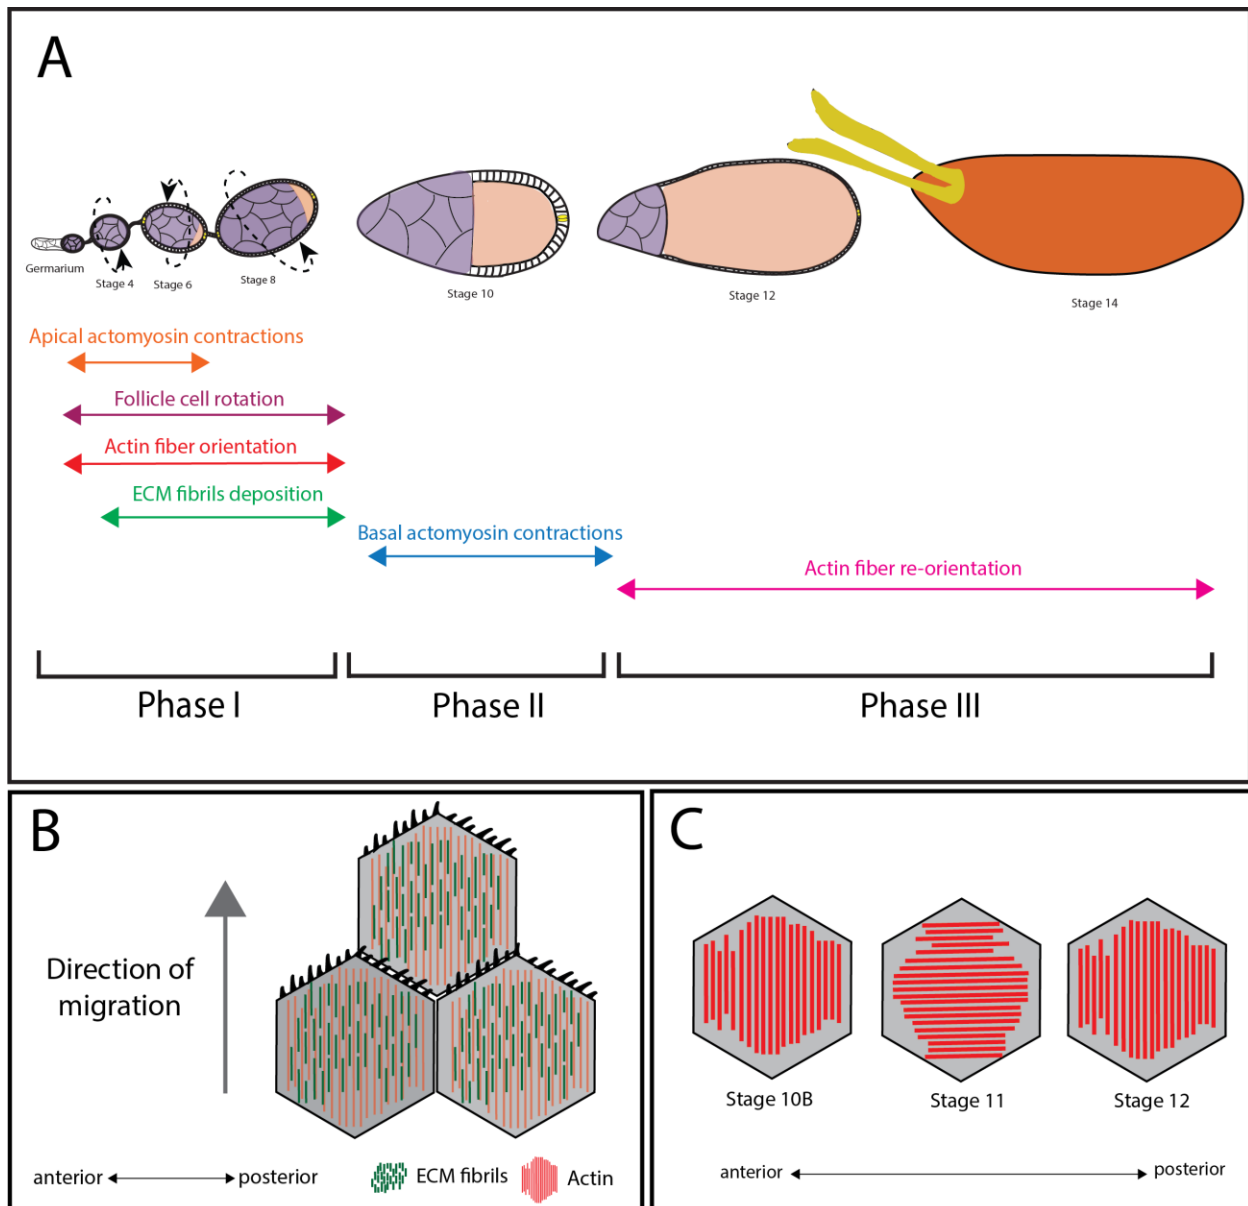 A
Germarium
Stage 4
Stage 6
Stage 8
Stage 10
Stage 12
Stage 14
Apical actomyosin contractions
Follicle cell rotation
Actin fiber orientation
ECM fibrils deposition
Basal actomyosin contractions
Actin fiber re-orientation
Phase I
Phase II
Phase III
B
Direction of
migration
anterior
posterior
ECM fibrils
Actin
C
Stage 10B
Stage 11
Stage 12
anterior
posterior